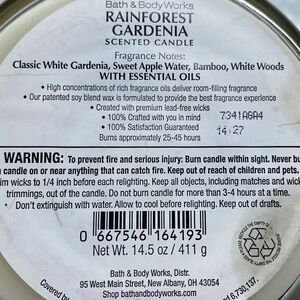 Bath & Body Works
RAINFOREST
GARDENIA
SCENTED CANDLE
Fragrance Notes:
Classic White Gardenia, Sweet Apple Water, Bamboo, White Woods
WITH ESSENTIAL OILS
• High concentrations of rich fragrance oils deliver room-filling fragrance
• Our patented soy blend wax is formulated to provide the best fragrance experience
• Created with premium lead-free wicks
• 100% Committed with you in mind
• 100% Satisfaction Guaranteed
Burns approximately 25-45 hours
14:27
WARNING: To prevent fire and serious injury: Burn candle within sight. Never
candle on or near anything that can catch fire. Keep out of reach of children and pets.
wicks to 1/4 inch before each relighting. Keep all objects, including matches and wick
trimmings, out of the candle. Do not burn candle for more than 3-4 hours at a time.
Don't extinguish with water. Allow to cool before relighting. Keep out of drafts.
0 667546 164193
Net Wt. 14.5 oz / 411 g
Bath & Body Works, Distr.
95 West Main Street, New Albany, OH 43054
Shop bathandbodyworks.com
Covered by
6,730,137.